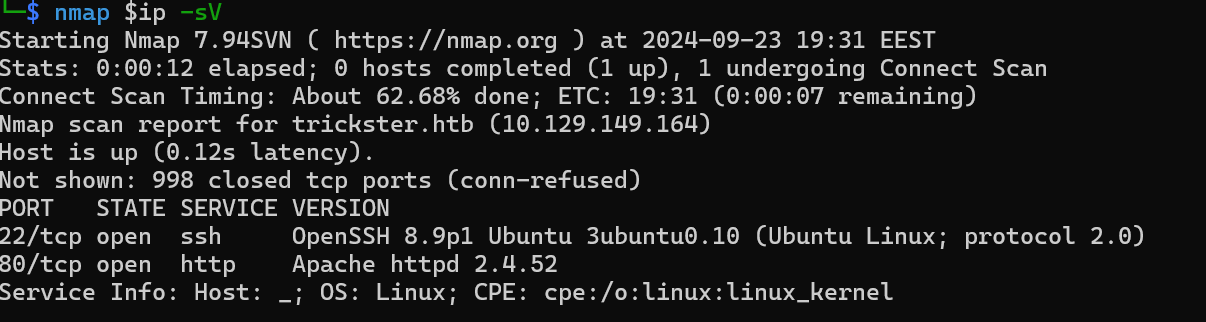 └─$ nmap $ip -sV
Starting Nmap 7.94SVN ( https://nmap.org ) at 2024-09-23 19:31 EEST
Stats: 0:00:12 elapsed; 0 hosts completed (1 up), 1 undergoing Connect Scan
Connect Scan Timing: About 62.68% done; ETC: 19:31 (0:00:07 remaining)
Nmap scan report for trickster.htb (10.129.149.164)
Host is up (0.12s latency).
Not shown: 998 closed tcp ports (conn-refused)
PORT   STATE SERVICE VERSION
22/tcp open  ssh     OpenSSH 8.9p1 Ubuntu 3ubuntu0.10 (Ubuntu Linux; protocol 2.0)
80/tcp open  http    Apache httpd 2.4.52
Service Info: Host: _; OS: Linux; CPE: cpe:/o:linux:linux_kernel